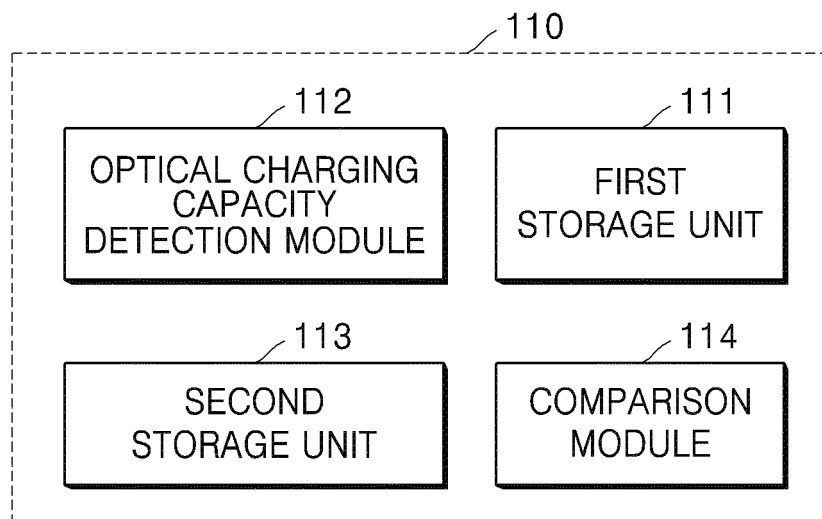 110
112
OPTICAL CHARGING
CAPACITY
DETECTION MODULE
111
FIRST
STORAGE UNIT
113
SECOND
STORAGE UNIT
114
COMPARISON
MODULE